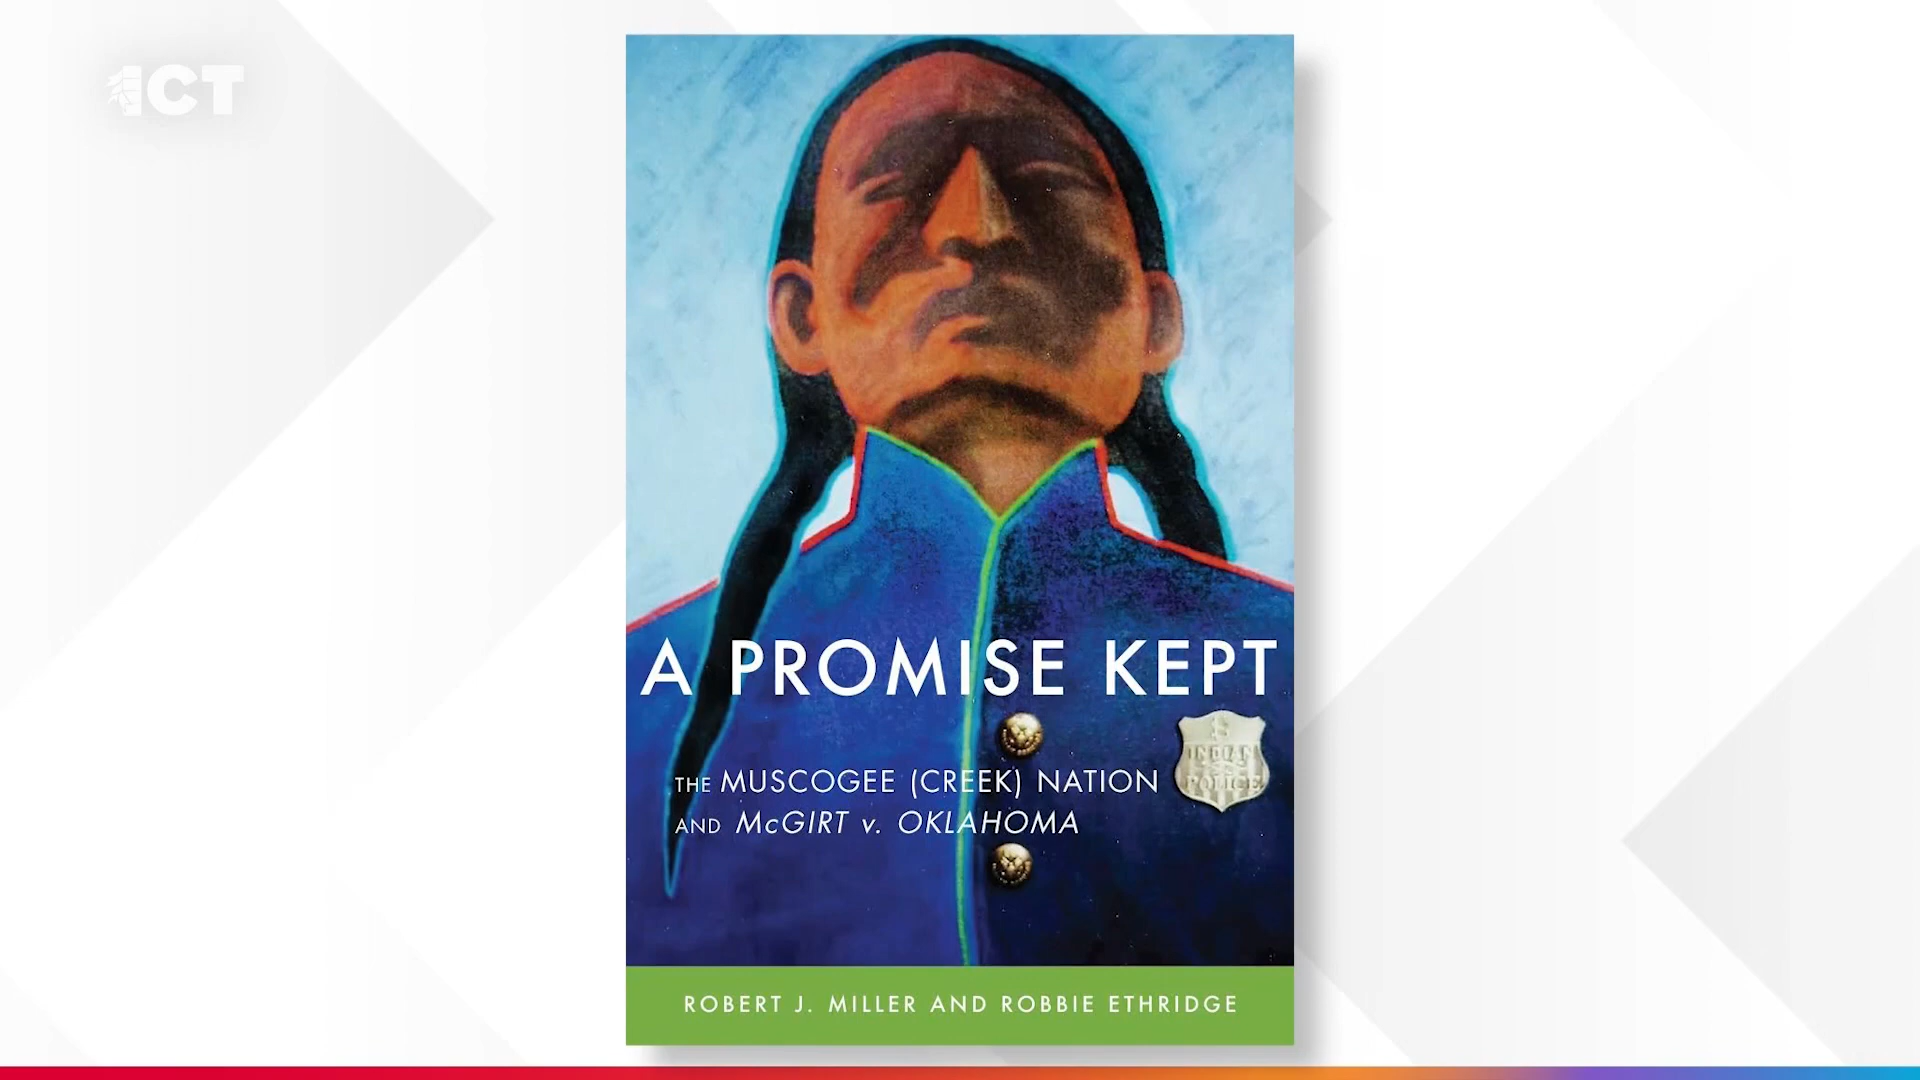 ICT
A PROMISE KEPT
INDIAN
POLICE
THE MUSCOGEE (CREEK) NATION
AND McGIRT v. OKLAHOMA
ROBERT J. MILLER AND ROBBIE ETHRIDGE